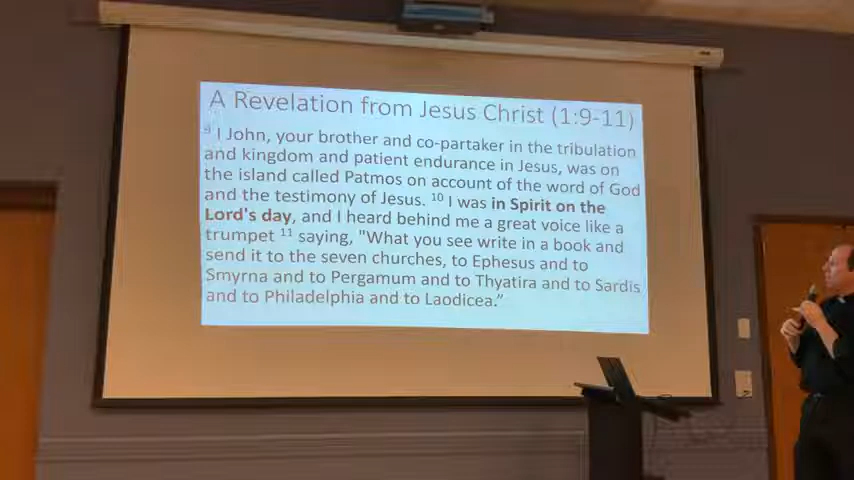 A Revelation from Jesus Christ (1:9-11)
9 I John, your brother and co-partaker in the tribulation
and kingdom and patient endurance in Jesus, was on
the island called Patmos on account of the word of God
and the testimony of Jesus. 10 I was in Spirit on the
Lord's day, and I heard behind me a great voice like a
trumpet 11 saying, "What you see write in a book and
send it to the seven churches, to Ephesus and to
Smyrna and to Pergamum and to Thyatira and to Sardis
and to Philadelphia and to Laodicea.”